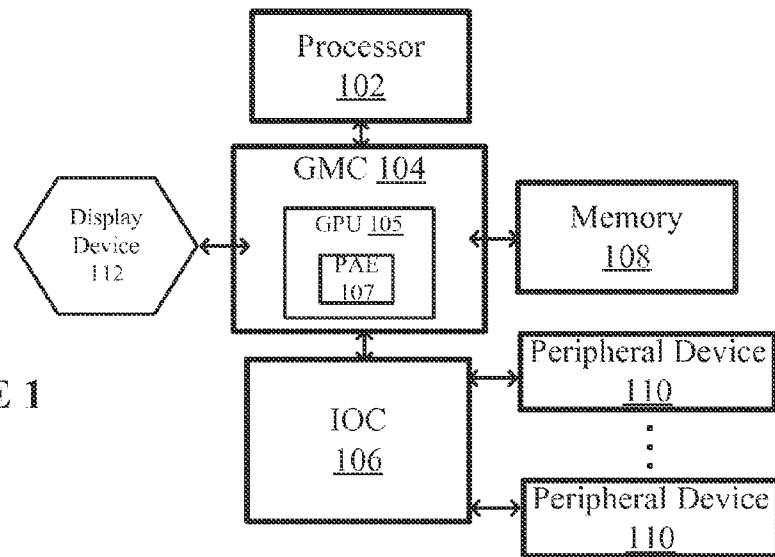 Processor
102
GMC 104
GPU 105
PAE
107
Display
Device
112
Memory
108
E 1
IOC
106
Peripheral Device
110
Peripheral Device
110